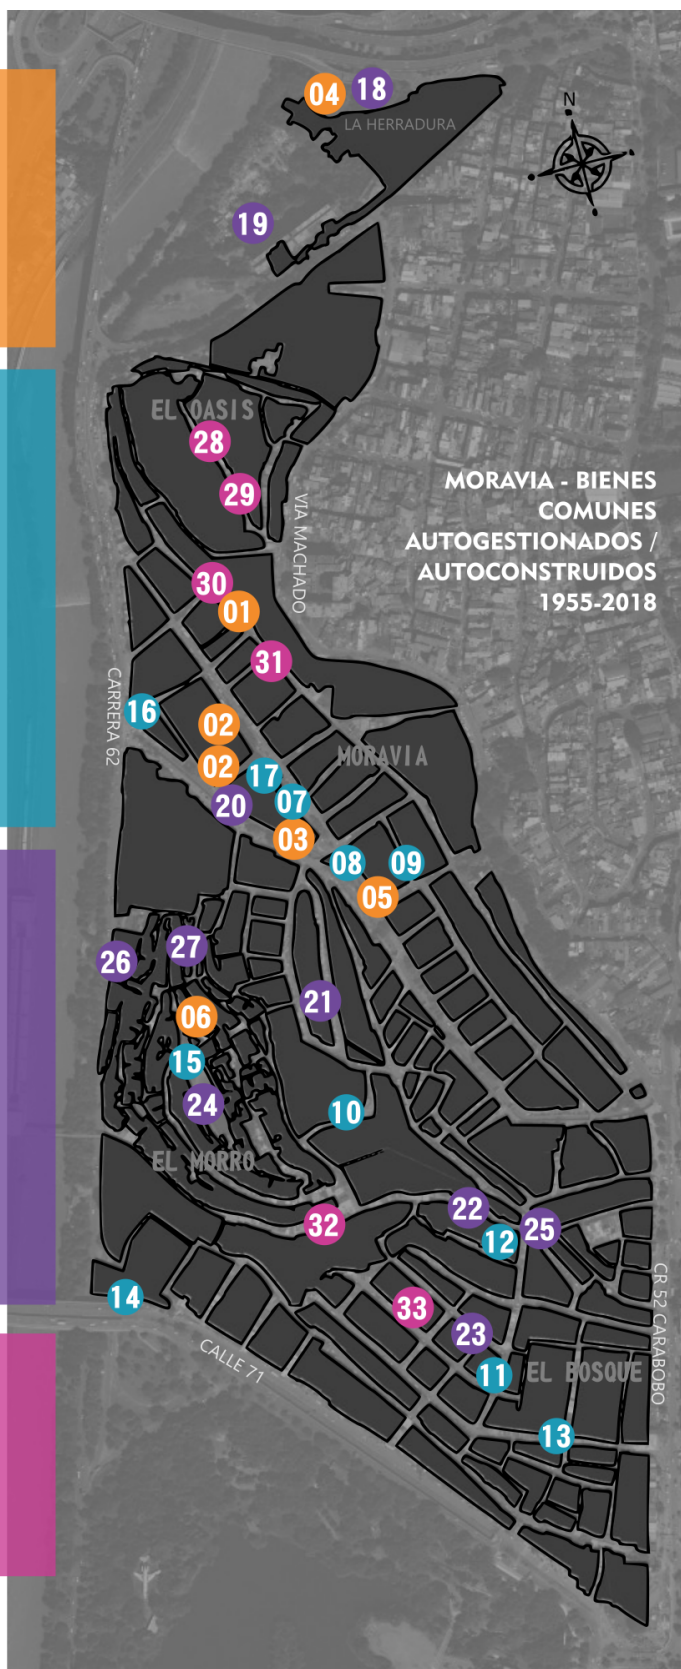 04
18
LA HERRADURA
N
19
EL OASIS
28
29
VIA MACHADO
MORAVIA - BIENES
COMUNES
AUTOGESTIONADOS /
AUTOCONSTRUIDOS
1955-2018
30
01
31
CARRERA 62
16
02
MORAVIA
02
17
20
07
03
08
09
05
27
26
21
06
15
24
10
EL MORRO
22
32
25
12
14
33
23
CALLE 71
11
EL BOSQUE
CR 52 CARABOBO
13